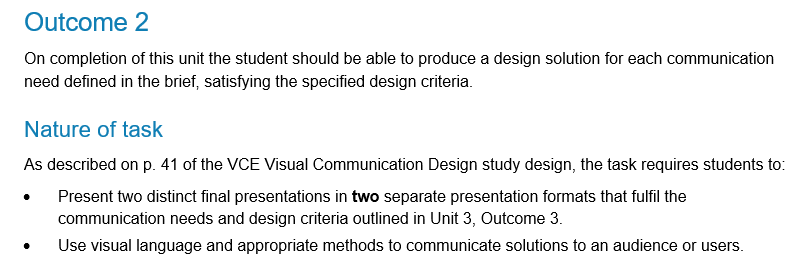 Outcome 2
On completion of this unit the student should be able to produce a design solution for each communication
need defined in the brief, satisfying the specified design criteria.
Nature of task
As described on p. 41 of the VCE Visual Communication Design study design, the task requires students to:
• Present two distinct final presentations in two separate presentation formats that fulfil the
communication needs and design criteria outlined in Unit 3, Outcome 3.
• Use visual language and appropriate methods to communicate solutions to an audience or users.